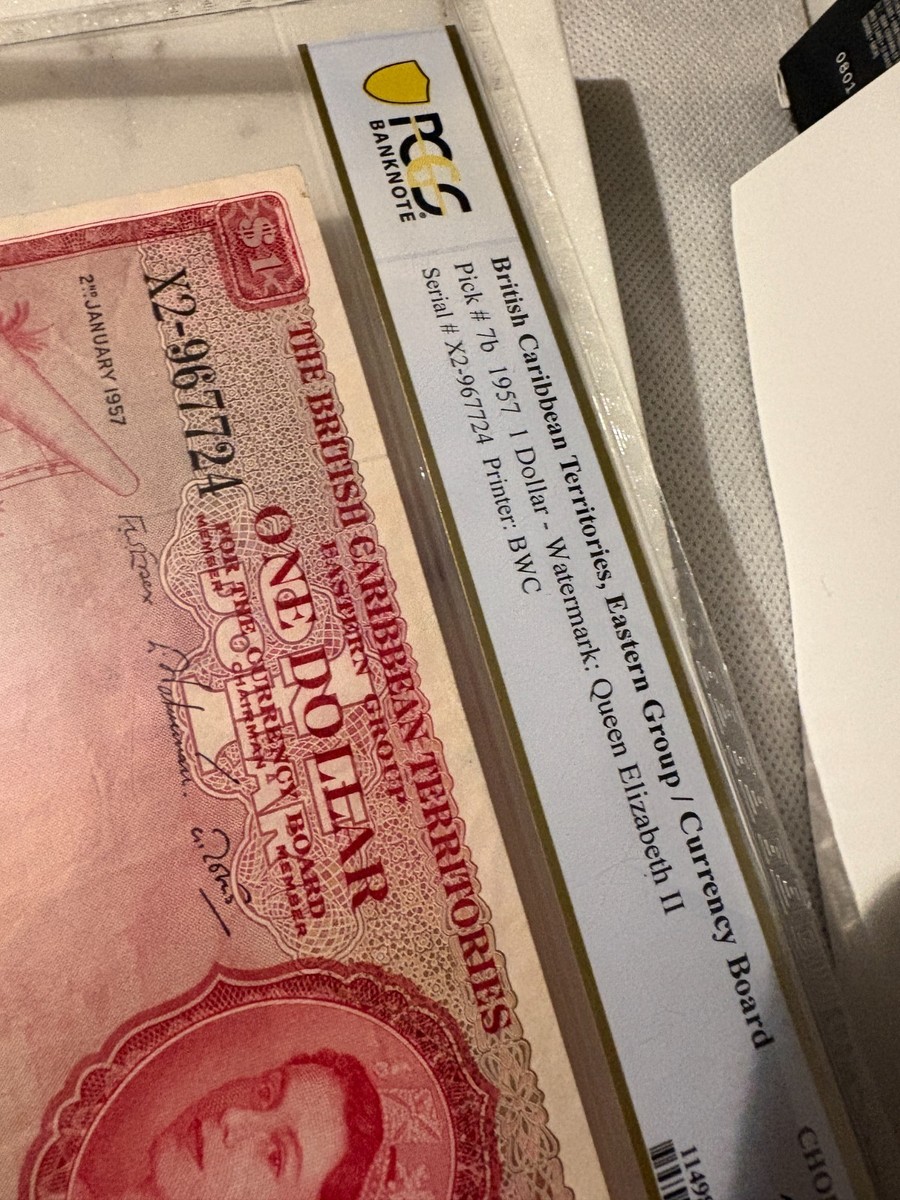 PCGS
BANKNOTE
British Caribbean Territories, Eastern Group / Currency Board
Pick # 7b 1957 1 Dollar - Watermark: Queen Elizabeth II
Serial # X2-967724 Printer: BWC
CHO
1149
$1
THE BRITISH CARIBBEAN TERRITORIES
EASTERN GROUP
ONE DOLLAR
FOR THE CURRENCY BOARD
MEMBER CHAIRMAN MEMBER
X2-967724
2ND JANUARY 1957
0801